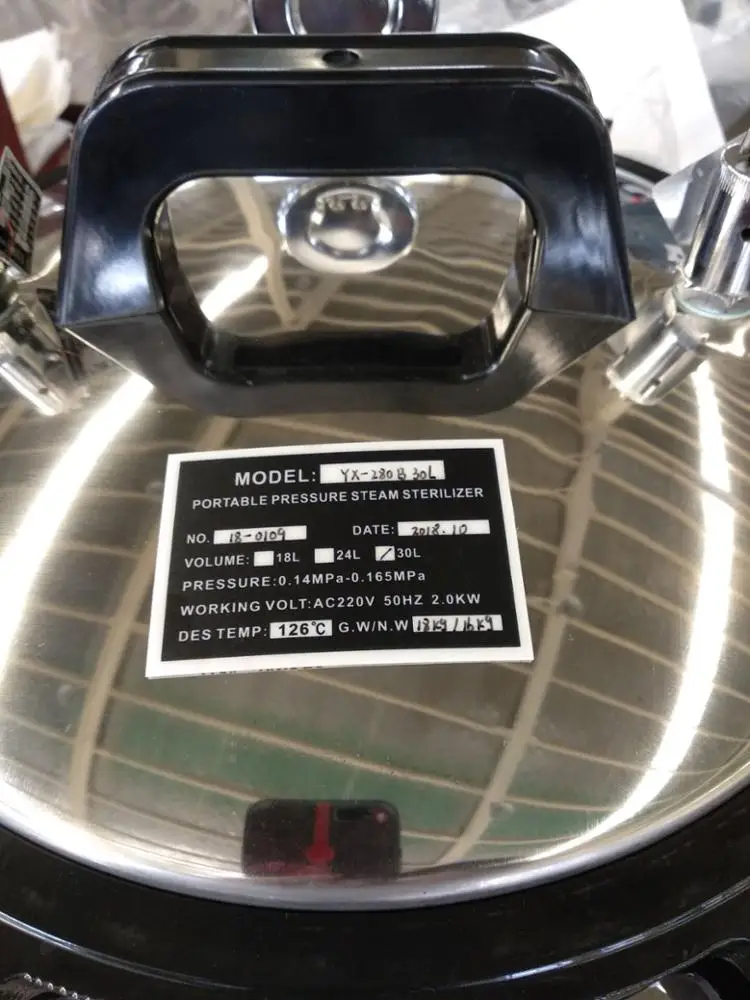 MODEL: YX-280B 30L
PORTABLE PRESSURE STEAM STERILIZER
NO. 18-0109 DATE: 2018.10
VOLUME: 18L 24L 30L
PRESSURE:0.14MPa-0.165MPa
WORKING VOLT:AC220V 50HZ 2.0KW
DES TEMP: 126℃ G.W/N.W 18KG/16KG